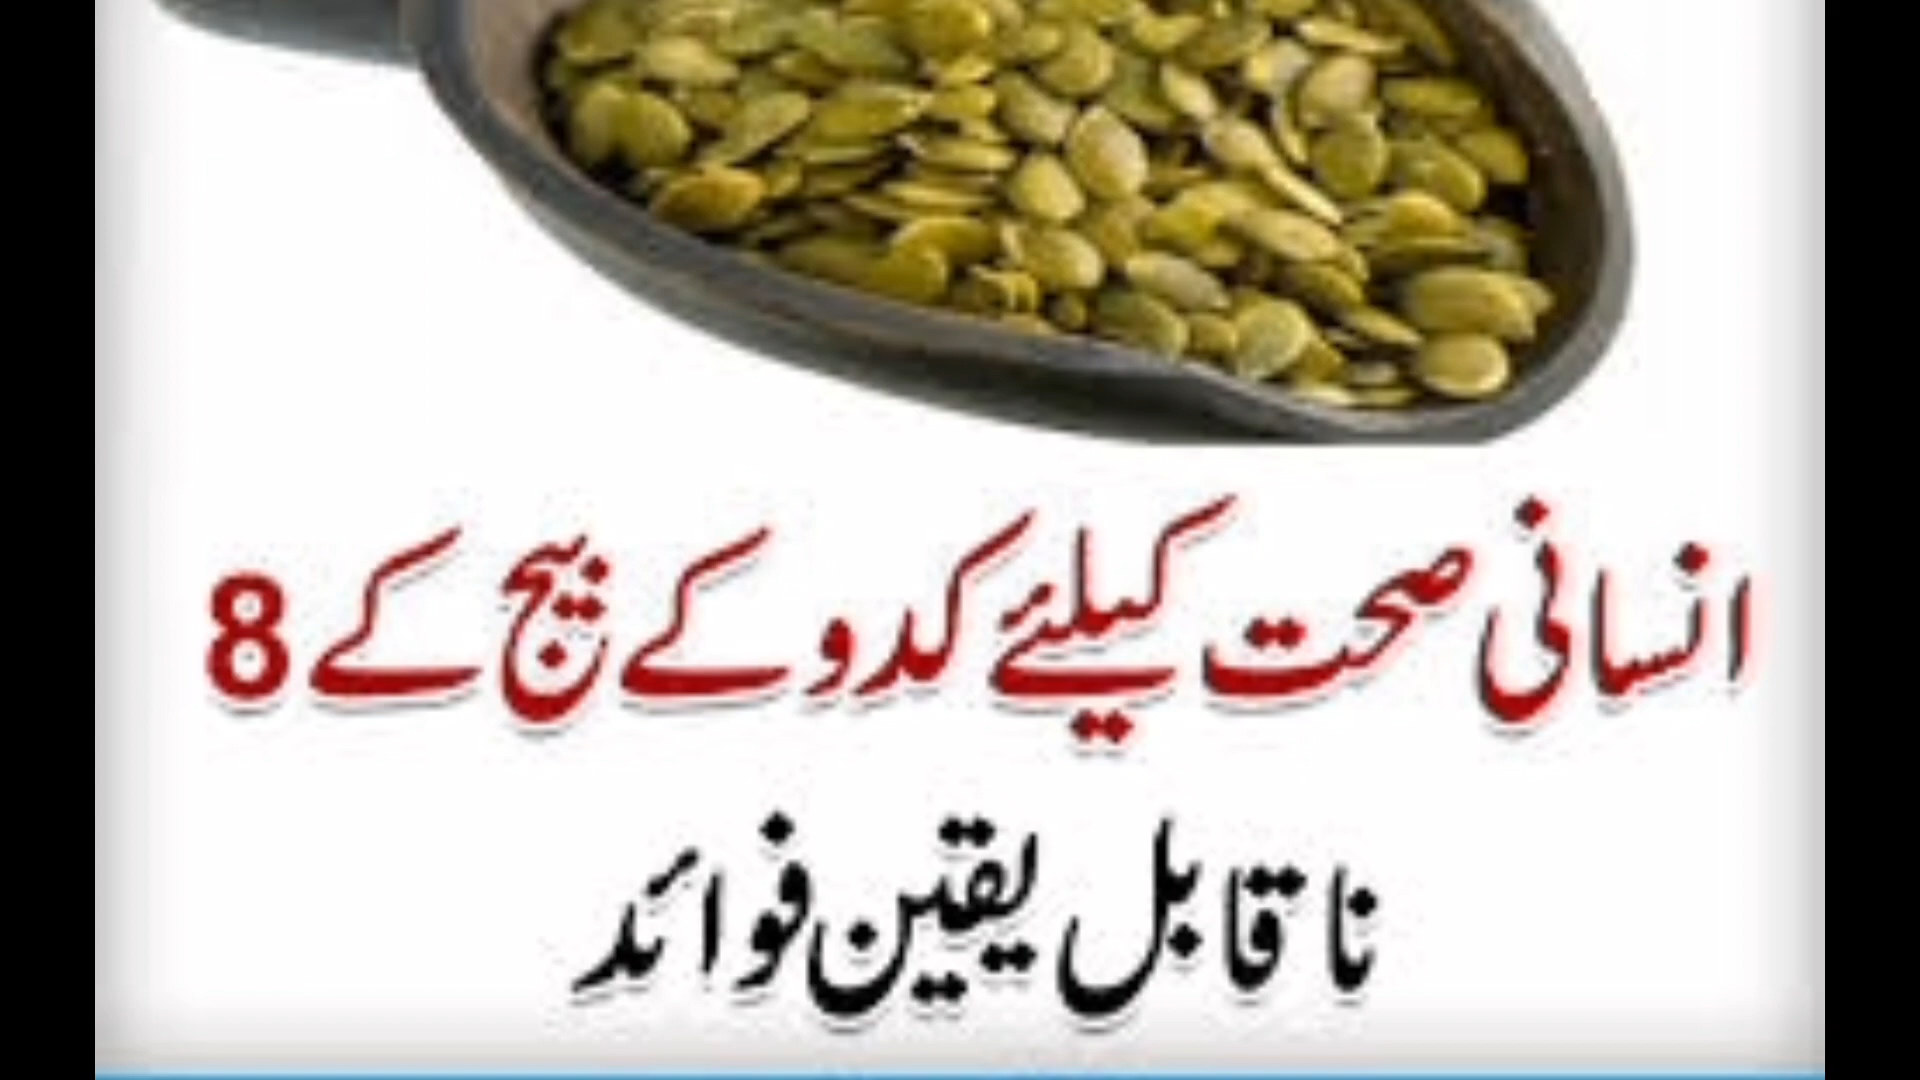 انسانی صحت کیلئے کدو کے بیج کے 8
ناقابل یقین فوائد